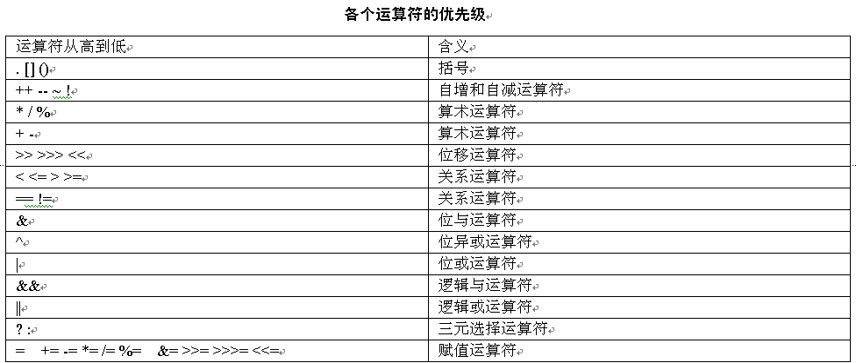 各个运算符的优先级
运算符从高到低 含义
. [] () 括号
++ -- ~ ! 自增和自减运算符
* / % 算术运算符
+ - 算术运算符
>> >>> << 位移运算符
< <= > >= 关系运算符
== != 关系运算符
& 位与运算符
^ 位异或运算符
| 位或运算符
&& 逻辑与运算符
|| 逻辑或运算符
? : 三元选择运算符
= += -= *= /= %= &= >>= >>>= <<= 赋值运算符